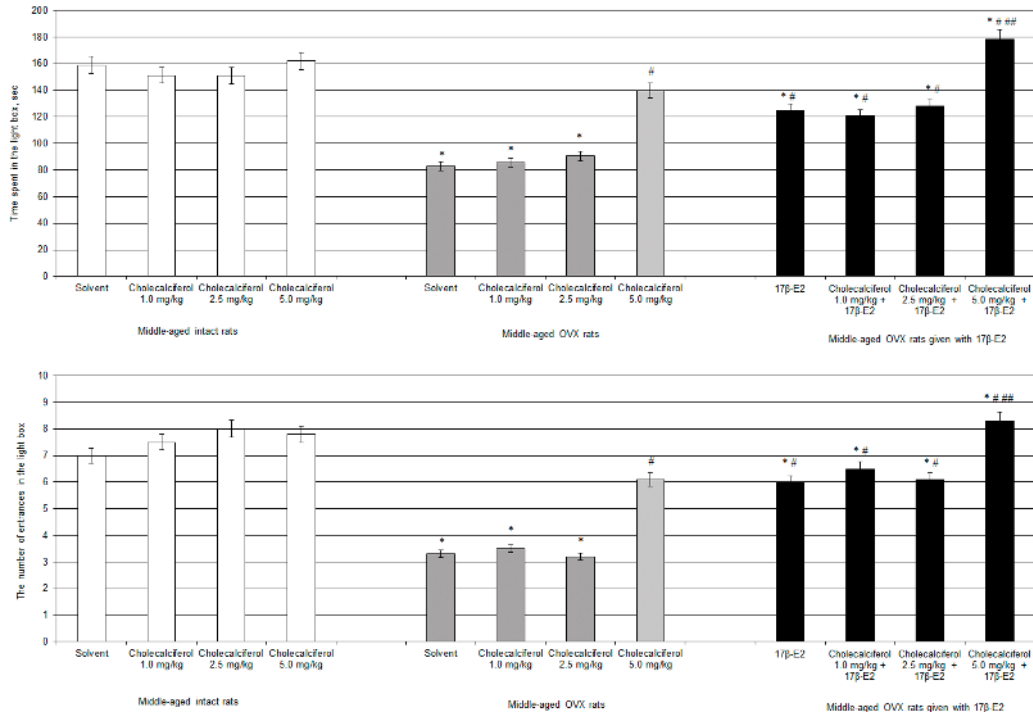 Time spent in the light box, sec
200
180
160
140
120
100
80
60
40
20
0
*
*
*
#
* #
* #
* #
* # ##
Solvent
Cholecalciferol
1.0 mg/kg
Cholecalciferol
2.5 mg/kg
Cholecalciferol
5.0 mg/kg
Solvent
Cholecalciferol
1.0 mg/kg
Cholecalciferol
2.5 mg/kg
Cholecalciferol
5.0 mg/kg
17β-E2
Cholecalciferol
1.0 mg/kg +
17β-E2
Cholecalciferol
2.5 mg/kg +
17β-E2
Cholecalciferol
5.0 mg/kg +
17β-E2
Middle-aged intact rats
Middle-aged OVX rats
Middle-aged OVX rats given with 17β-E2
The number of entrances in the light box
10
9
8
7
6
5
4
3
2
1
0
*
*
*
#
* #
* #
* #
* # ##
Solvent
Cholecalciferol
1.0 mg/kg
Cholecalciferol
2.5 mg/kg
Cholecalciferol
5.0 mg/kg
Solvent
Cholecalciferol
1.0 mg/kg
Cholecalciferol
2.5 mg/kg
Cholecalciferol
5.0 mg/kg
17β-E2
Cholecalciferol
1.0 mg/kg +
17β-E2
Cholecalciferol
2.5 mg/kg +
17β-E2
Cholecalciferol
5.0 mg/kg +
17β-E2
Middle-aged intact rats
Middle-aged OVX rats
Middle-aged OVX rats given with 17β-E2